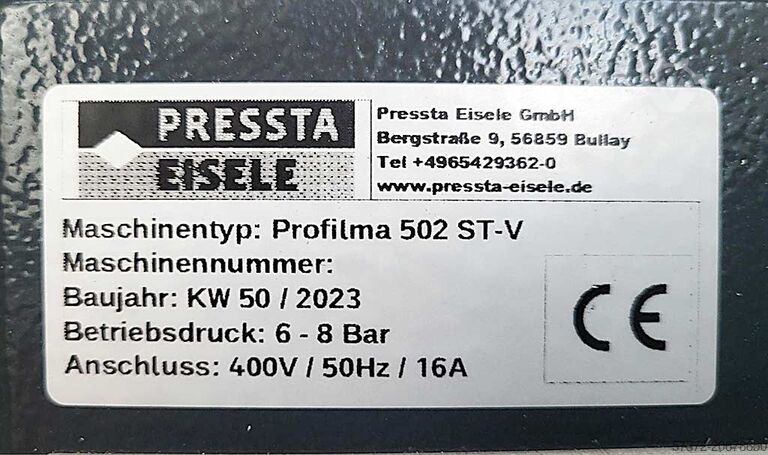 PRESSTA
EISELE
Pressta Eisele GmbH
Bergstraße 9, 56859 Bullay
Tel +4965429362-0
www.pressta-eisele.de
Maschinentyp: Profilma 502 ST-V
Maschinennummer:
Baujahr: KW 50 / 2023
Betriebsdruck: 6 - 8 Bar
Anschluss: 400V / 50Hz / 16A
CE